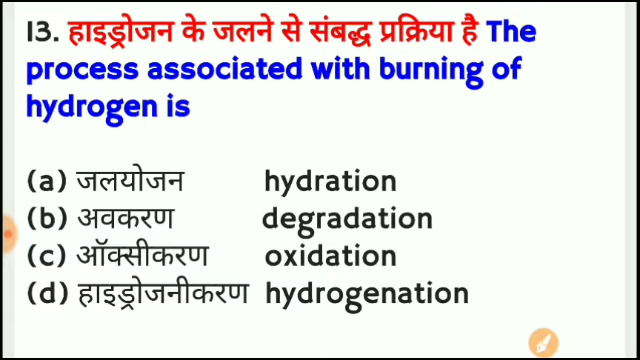 13. हाइड्रोजन के जलने से संबद्ध प्रक्रिया है The
process associated with burning of
hydrogen is
(a) जलयोजन hydration
(b) अवकरण degradation
(c) ऑक्सीकरण oxidation
(d) हाइड्रोजनीकरण hydrogenation